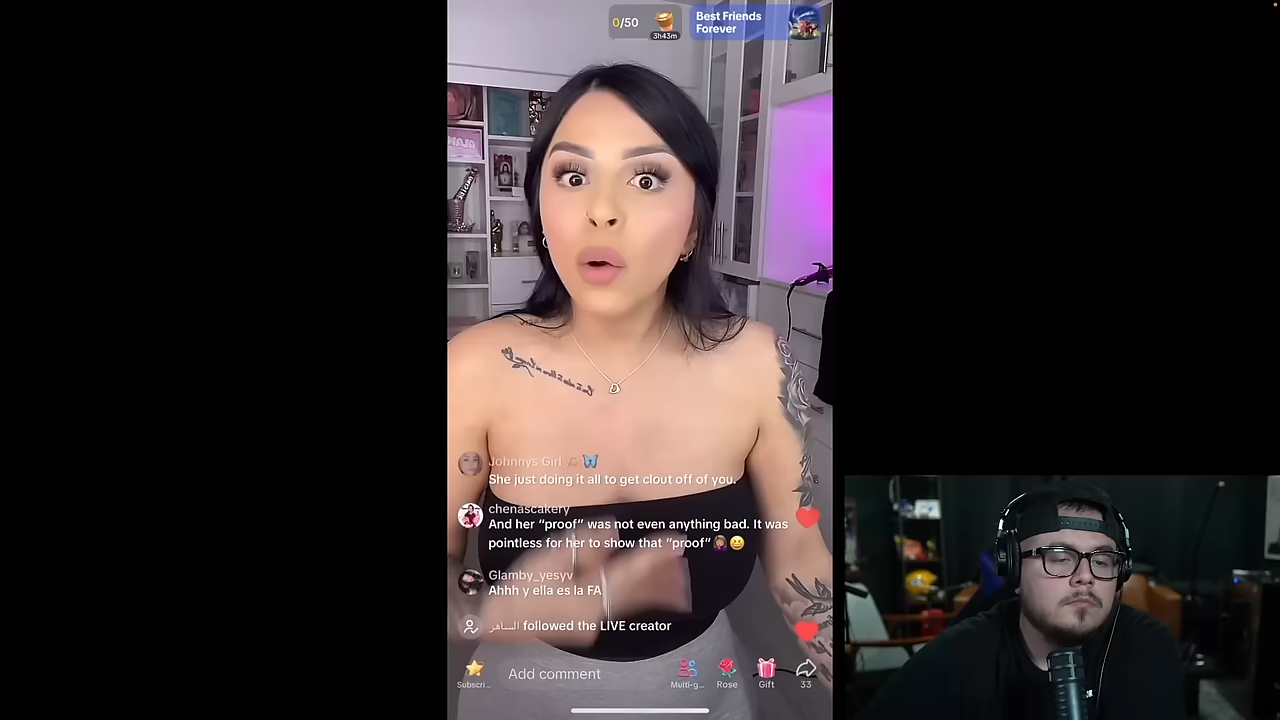 0/50
3h43m
Best Friends
Forever
Johnnys Girl 🫶🏻 🦋
She just doing it all to get clout off of you.
chenascakery
And her “proof” was not even anything bad. It was
pointless for her to show that “proof”🤦🏽‍♀️😆
Glamby_yesyv
Ahhh y ella es la FA
الساهر followed the LIVE creator
Add comment
Subscri...
Multi-g...
Rose
Gift
33